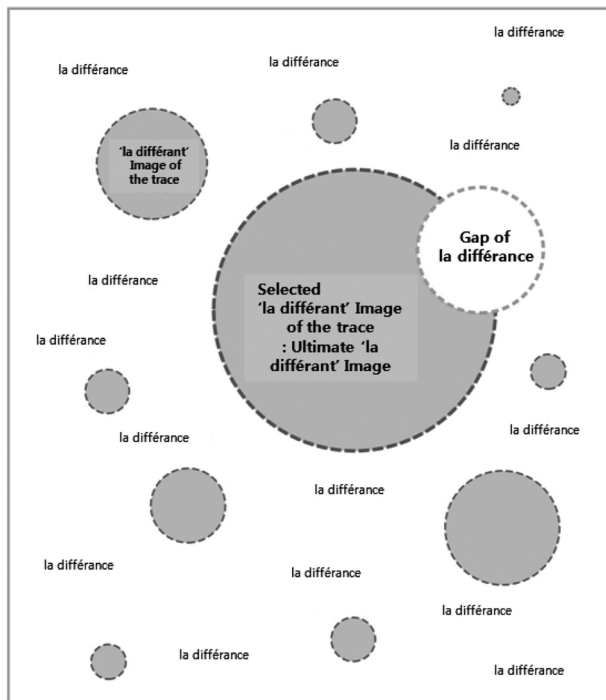 la différance
la différance
la différance
la différance
‘la différant’
Image of
the trace
Gap of
la différance
la différance
Selected
‘la différant’ Image
of the trace
: Ultimate ‘la
différant’ Image
la différance
la différance
la différance
la différance
la différance
la différance
la différance
la différance
la différance